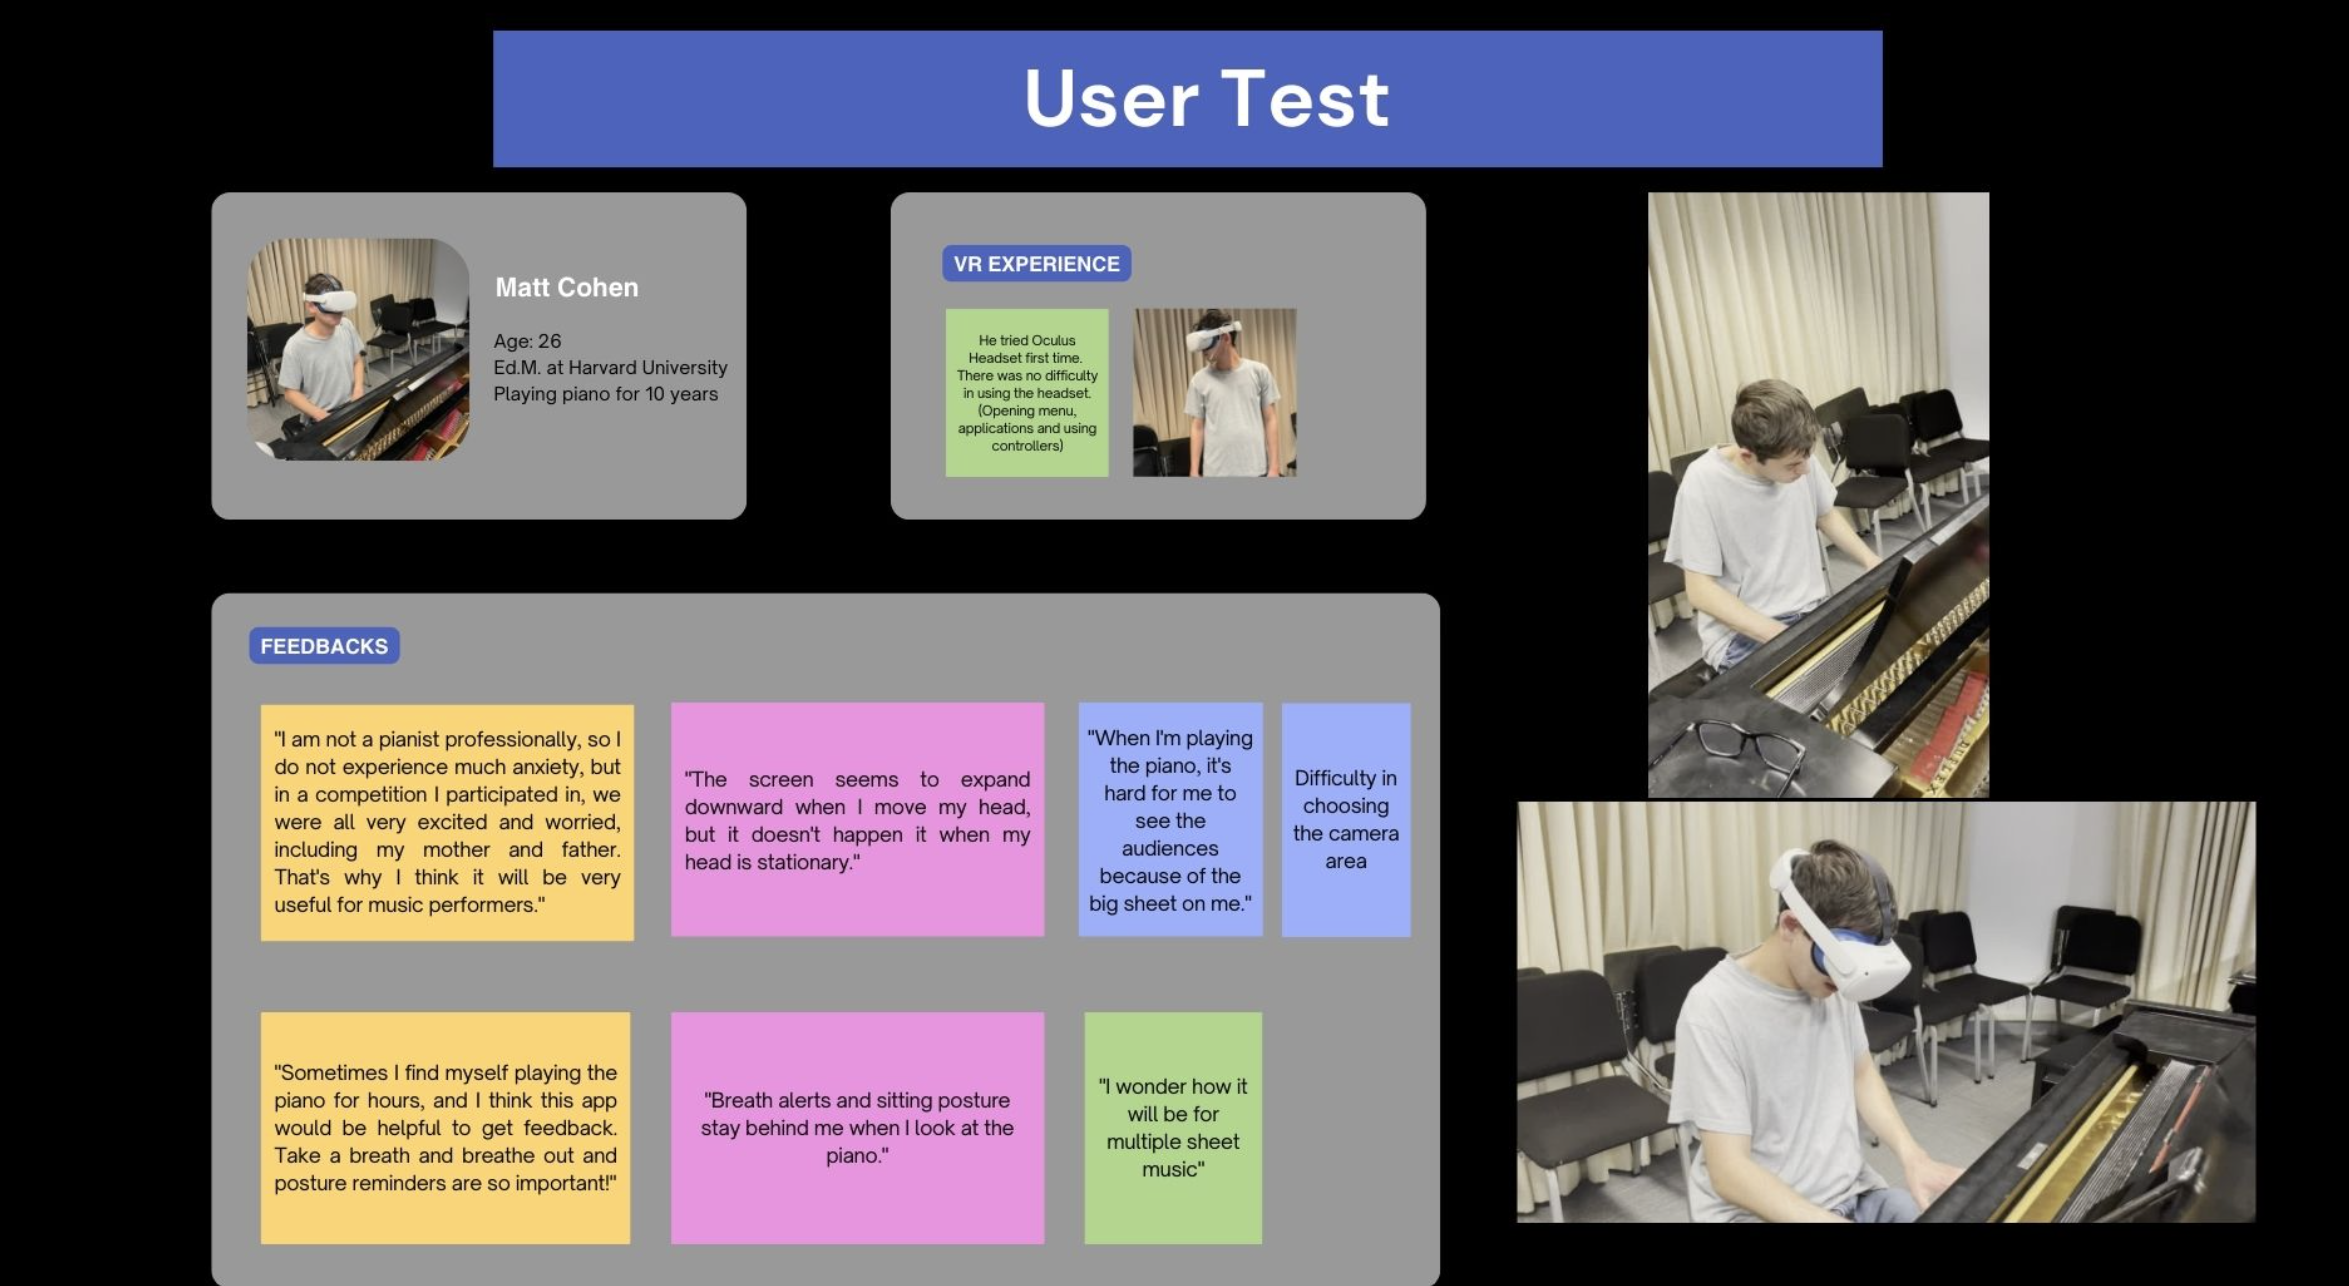 User Test
Matt Cohen
Age: 26
Ed.M. at Harvard University
Playing piano for 10 years
VR EXPERIENCE
He tried Oculus
Headset first time.
There was no difficulty
in using the headset.
(Opening menu,
applications and using
controllers)
FEEDBACKS
"I am not a pianist professionally, so I
do not experience much anxiety, but
in a competition I participated in, we
were all very excited and worried,
including my mother and father.
That's why I think it will be very
useful for music performers."
"The screen seems to expand
downward when I move my head,
but it doesn't happen it when my
head is stationary."
"When I'm playing
the piano, it's
hard for me to
see the
audiences
because of the
big sheet on me."
Difficulty in
choosing
the camera
area
"Sometimes I find myself playing the
piano for hours, and I think this app
would be helpful to get feedback.
Take a breath and breathe out and
posture reminders are so important!"
"Breath alerts and sitting posture
stay behind me when I look at the
piano."
"I wonder how it
will be for
multiple sheet
music"